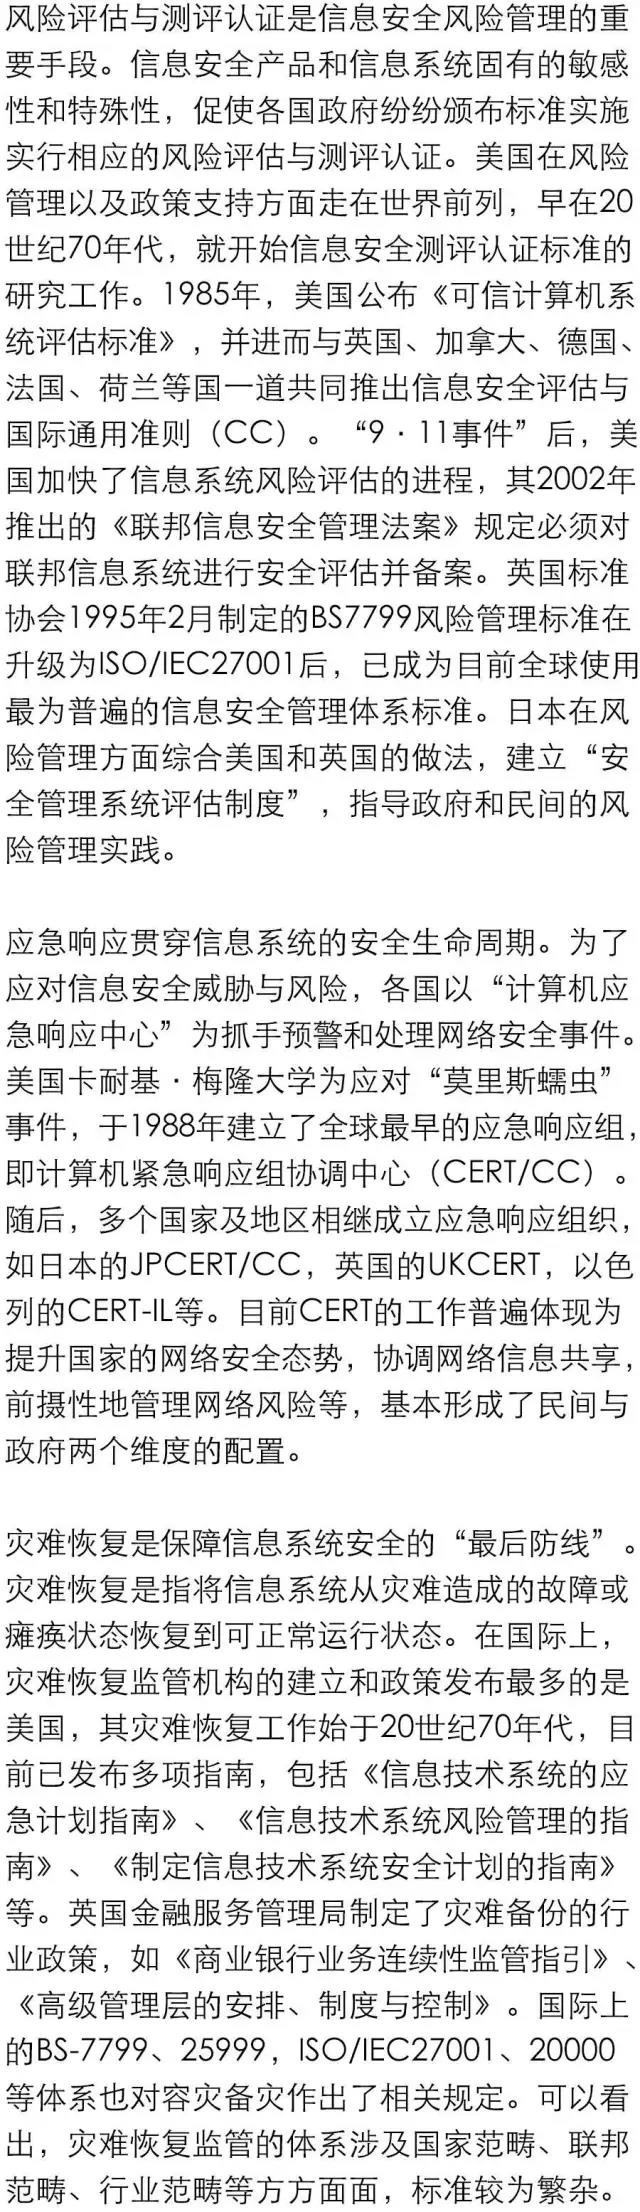 风险评估与测评认证是信息安全风险管理的重
要手段。信息安全产品和信息系统固有的敏感
性和特殊性，促使各国政府纷纷颁布标准实施
实行相应的风险评估与测评认证。美国在风险
管理以及政策支持方面走在世界前列，早在20
世纪70年代，就开始信息安全测评认证标准的
研究工作。1985年，美国公布《可信计算机系
统评估标准》，并进而与英国、加拿大、德国、
法国、荷兰等国一道共同推出信息安全评估与
国际通用准则（CC）。“9·11事件”后，美
国加快了信息系统风险评估的进程，其2002年
推出的《联邦信息安全管理法案》规定必须对
联邦信息系统进行安全评估并备案。英国标准
协会1995年2月制定的BS7799风险管理标准在
升级为ISO/IEC27001后，已成为目前全球使用
最为普遍的信息安全管理体系标准。日本在风
险管理方面综合美国和英国的做法，建立“安
全管理系统评估制度”，指导政府和民间的风
险管理实践。

应急响应贯穿信息系统的安全生命周期。为了
应对信息安全威胁与风险，各国以“计算机应
急响应中心”为抓手预警和处理网络安全事件。
美国卡耐基·梅隆大学为应对“莫里斯蠕虫”
事件，于1988年建立了全球最早的应急响应组，
即计算机紧急响应组协调中心（CERT/CC）。
随后，多个国家及地区相继成立应急响应组织，
如日本的JPCERT/CC，英国的UKCERT，以色
列的CERT-IL等。目前CERT的工作普遍体现为
提升国家的网络安全态势，协调网络信息共享，
前摄性地管理网络风险等，基本形成了民间与
政府两个维度的配置。

灾难恢复是保障信息系统安全的“最后防线”。
灾难恢复是指将信息系统从灾难造成的故障或
瘫痪状态恢复到可正常运行状态。在国际上，
灾难恢复监管机构的建立和政策发布最多的是
美国，其灾难恢复工作始于20世纪70年代，目
前已发布多项指南，包括《信息技术系统的应
急计划指南》、《信息技术系统风险管理的指
南》、《制定信息技术系统安全计划的指南》
等。英国金融服务管理局制定了灾难备份的行
业政策，如《商业银行业务连续性监管指引》、
《高级管理层的安排、制度与控制》。国际上
的BS-7799、25999，ISO/IEC27001、20000
等体系也对容灾备灾作出了相关规定。可以看
出，灾难恢复监管的体系涉及国家范畴、联邦
范畴、行业范畴等方方面面，标准较为繁杂。